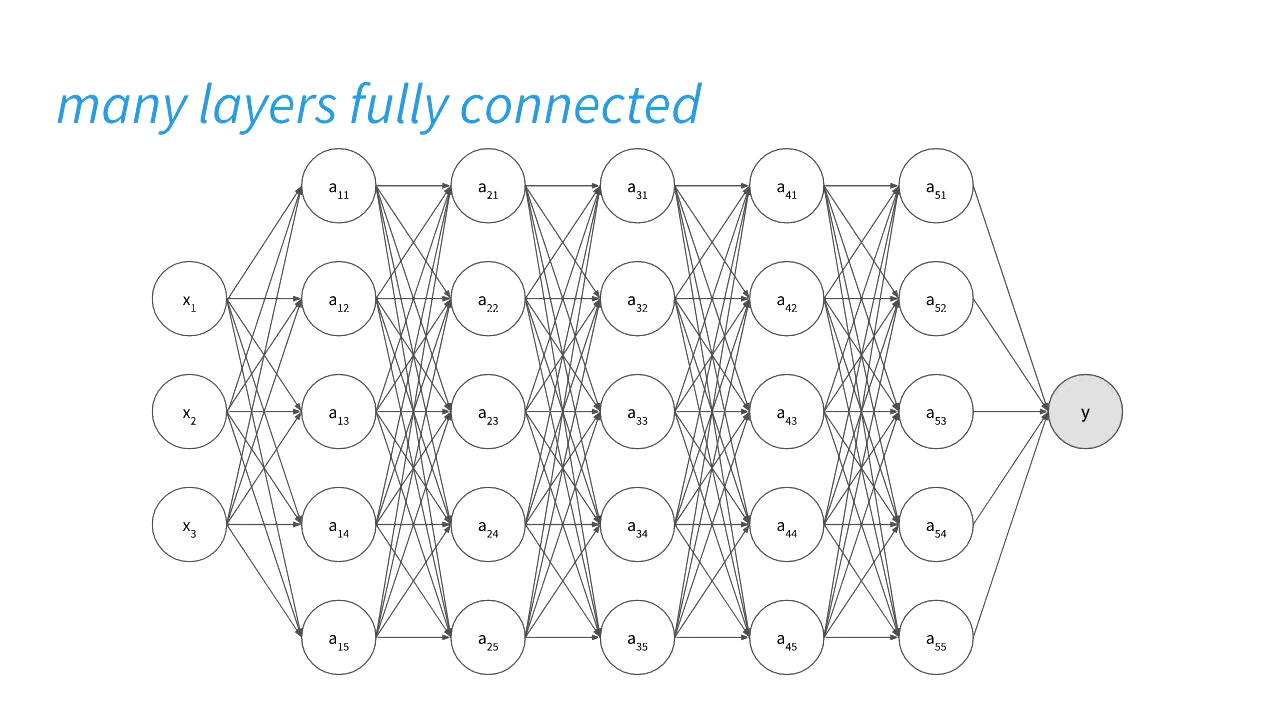 many layers fully connected
a11 a21 a31 a41 a51
x1 a12 a22 a32 a42 a52
x2 a13 a23 a33 a43 a53 y
x3 a14 a24 a34 a44 a54
a15 a25 a35 a45 a55